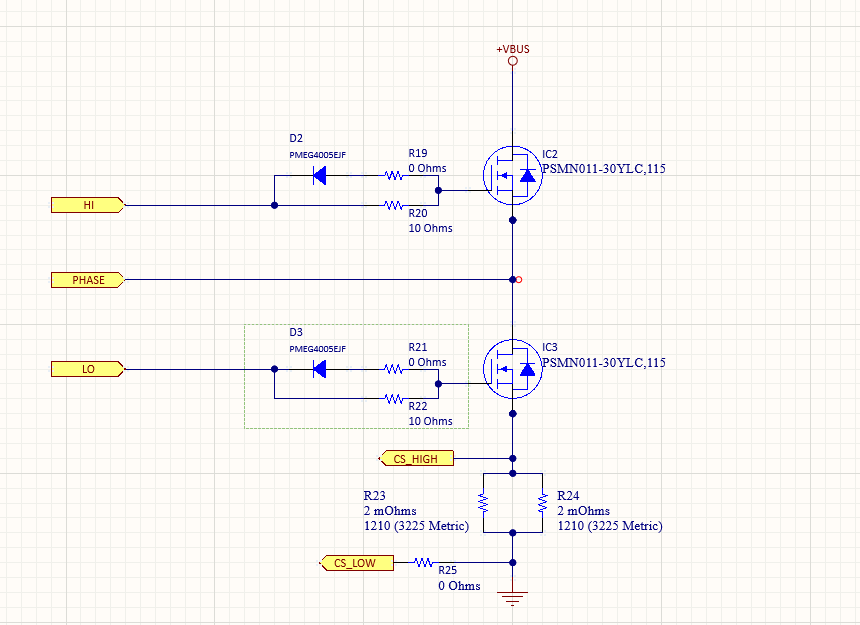 +VBUS
D2
PMEG4005EJF
R19
0 Ohms
IC2
PSMN011-30YLC,115
HI
R20
10 Ohms
PHASE
D3
PMEG4005EJF
R21
0 Ohms
IC3
PSMN011-30YLC,115
LO
R22
10 Ohms
CS_HIGH
R23
2 mOhms
1210 (3225 Metric)
R24
2 mOhms
1210 (3225 Metric)
CS_LOW
R25
0 Ohms